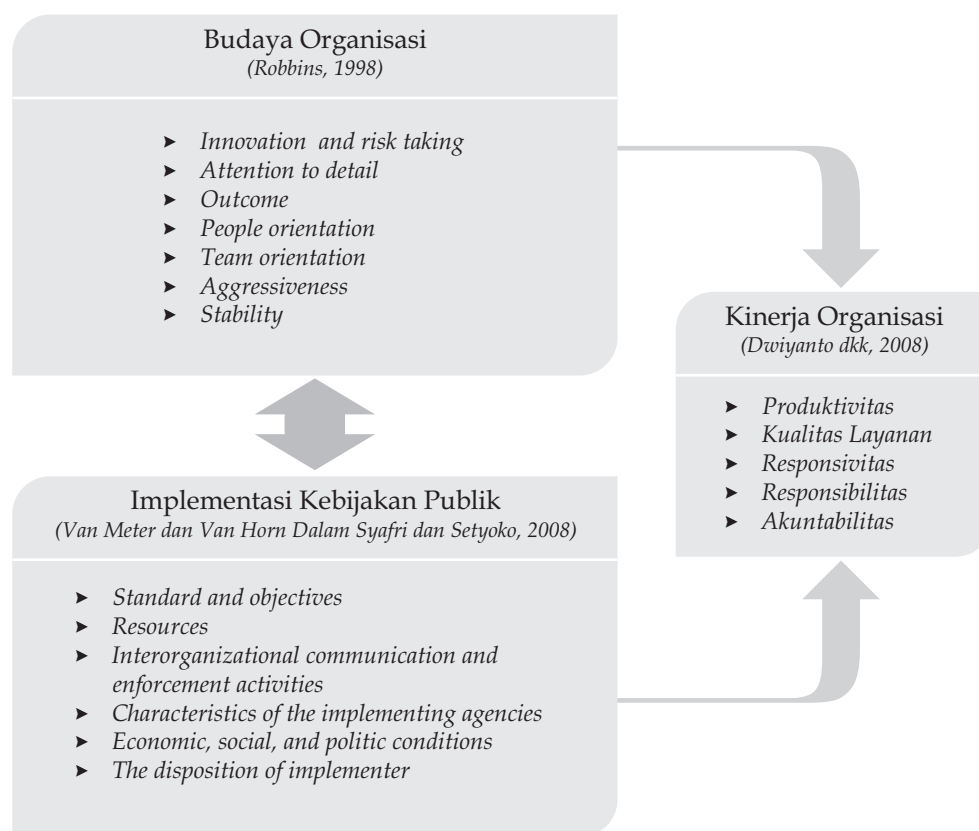 Budaya Organisasi
(Robbins, 1998)
➤ Innovation and risk taking
➤ Attention to detail
➤ Outcome
➤ People orientation
➤ Team orientation
➤ Aggressiveness
➤ Stability
Kinerja Organisasi
(Dwiyanto dkk, 2008)
➤ Produktivitas
➤ Kualitas Layanan
➤ Responsivitas
➤ Responsibilitas
➤ Akuntabilitas
Implementasi Kebijakan Publik
(Van Meter dan Van Horn Dalam Syafri dan Setyoko, 2008)
➤ Standard and objectives
➤ Resources
➤ Interorganizational communication and
enforcement activities
➤ Characteristics of the implementing agencies
➤ Economic, social, and politic conditions
➤ The disposition of implementer